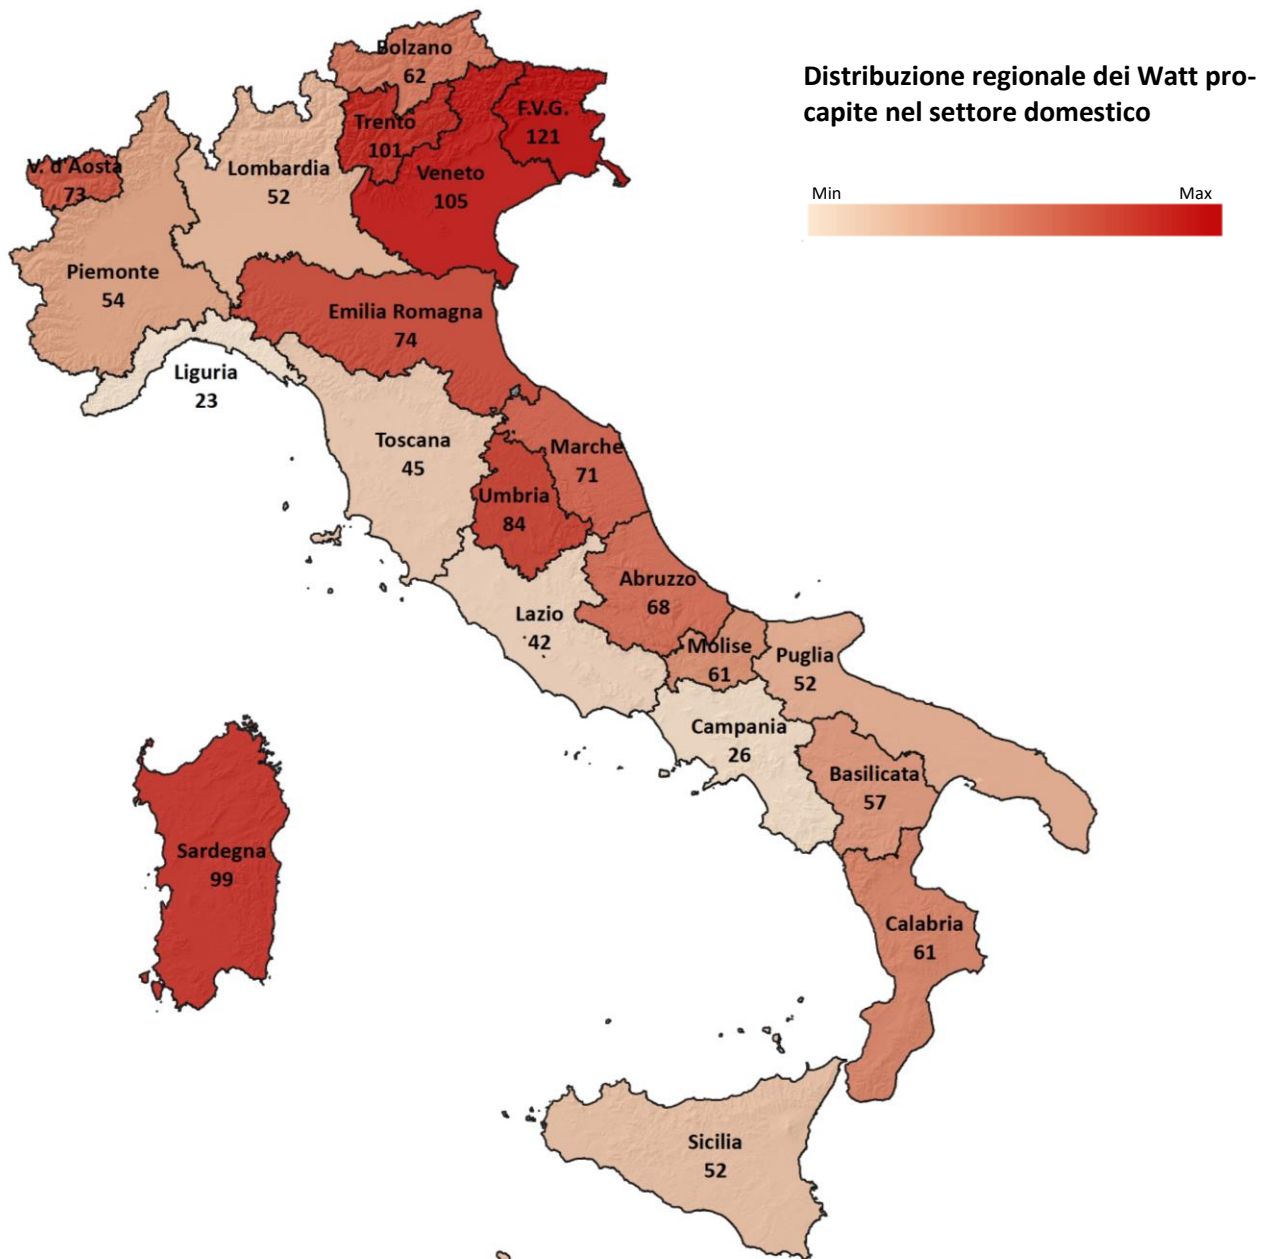 Distribuzione regionale dei Watt pro-
capite nel settore domestico
Min
Max
Bolzano
62
Trento
101
F.V.G.
121
V. d'Aosta
73
Lombardia
52
Veneto
105
Piemonte
54
Emilia Romagna
74
Liguria
23
Toscana
45
Marche
71
Umbria
84
Abruzzo
68
Lazio
42
Molise
61
Puglia
52
Campania
26
Basilicata
57
Sardegna
99
Calabria
61
Sicilia
52